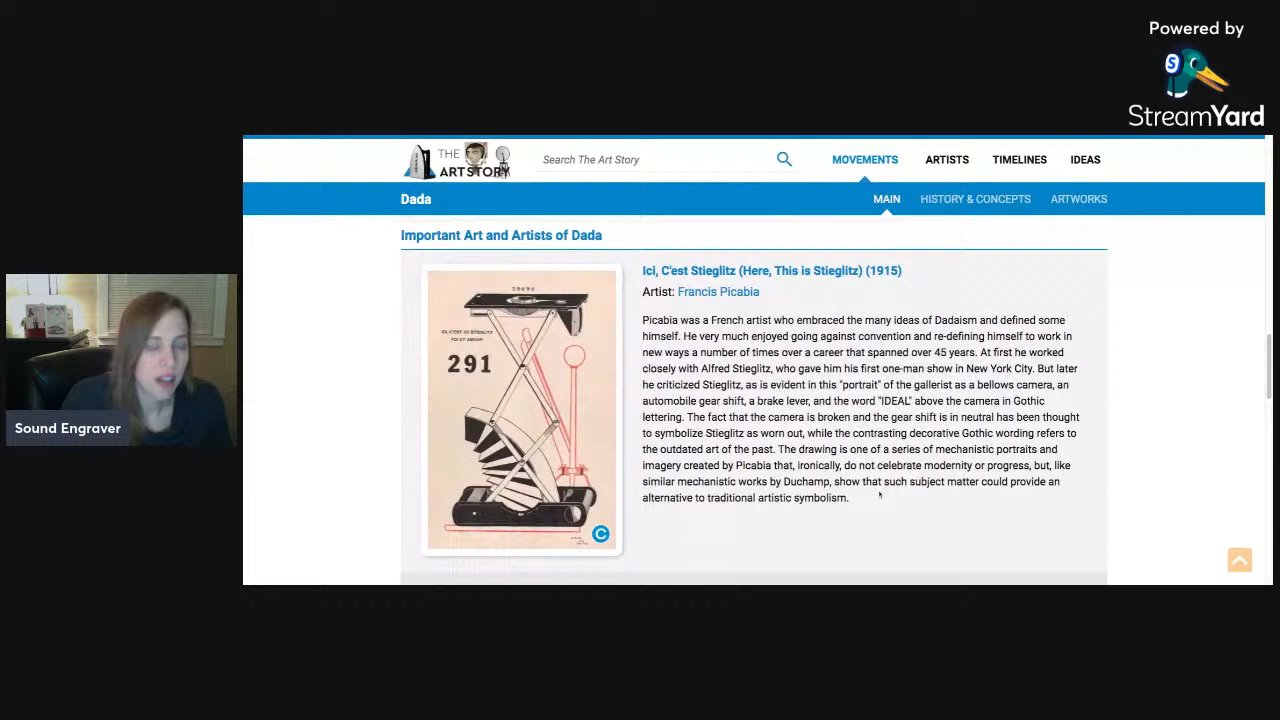 Powered by
S
StreamYard
THE
ART STORY
Search The Art Story
MOVEMENTS
ARTISTS
TIMELINES
IDEAS
Dada
MAIN
HISTORY & CONCEPTS
ARTWORKS
Important Art and Artists of Dada
ICI, C'EST ICI STIEGLITZ
FOI ET AMOUR
291
C
Ici, C'est Stieglitz (Here, This is Stieglitz) (1915)
Artist: Francis Picabia
Picabia was a French artist who embraced the many ideas of Dadaism and defined some
himself. He very much enjoyed going against convention and re-defining himself to work in
new ways a number of times over a career that spanned over 45 years. At first he worked
closely with Alfred Stieglitz, who gave him his first one-man show in New York City. But later
he criticized Stieglitz, as is evident in this "portrait" of the gallerist as a bellows camera, an
automobile gear shift, a brake lever, and the word "IDEAL" above the camera in Gothic
lettering. The fact that the camera is broken and the gear shift is in neutral has been thought
to symbolize Stieglitz as worn out, while the contrasting decorative Gothic wording refers to
the outdated art of the past. The drawing is one of a series of mechanistic portraits and
imagery created by Picabia that, ironically, do not celebrate modernity or progress, but, like
similar mechanistic works by Duchamp, show that such subject matter could provide an
alternative to traditional artistic symbolism.
Sound Engraver